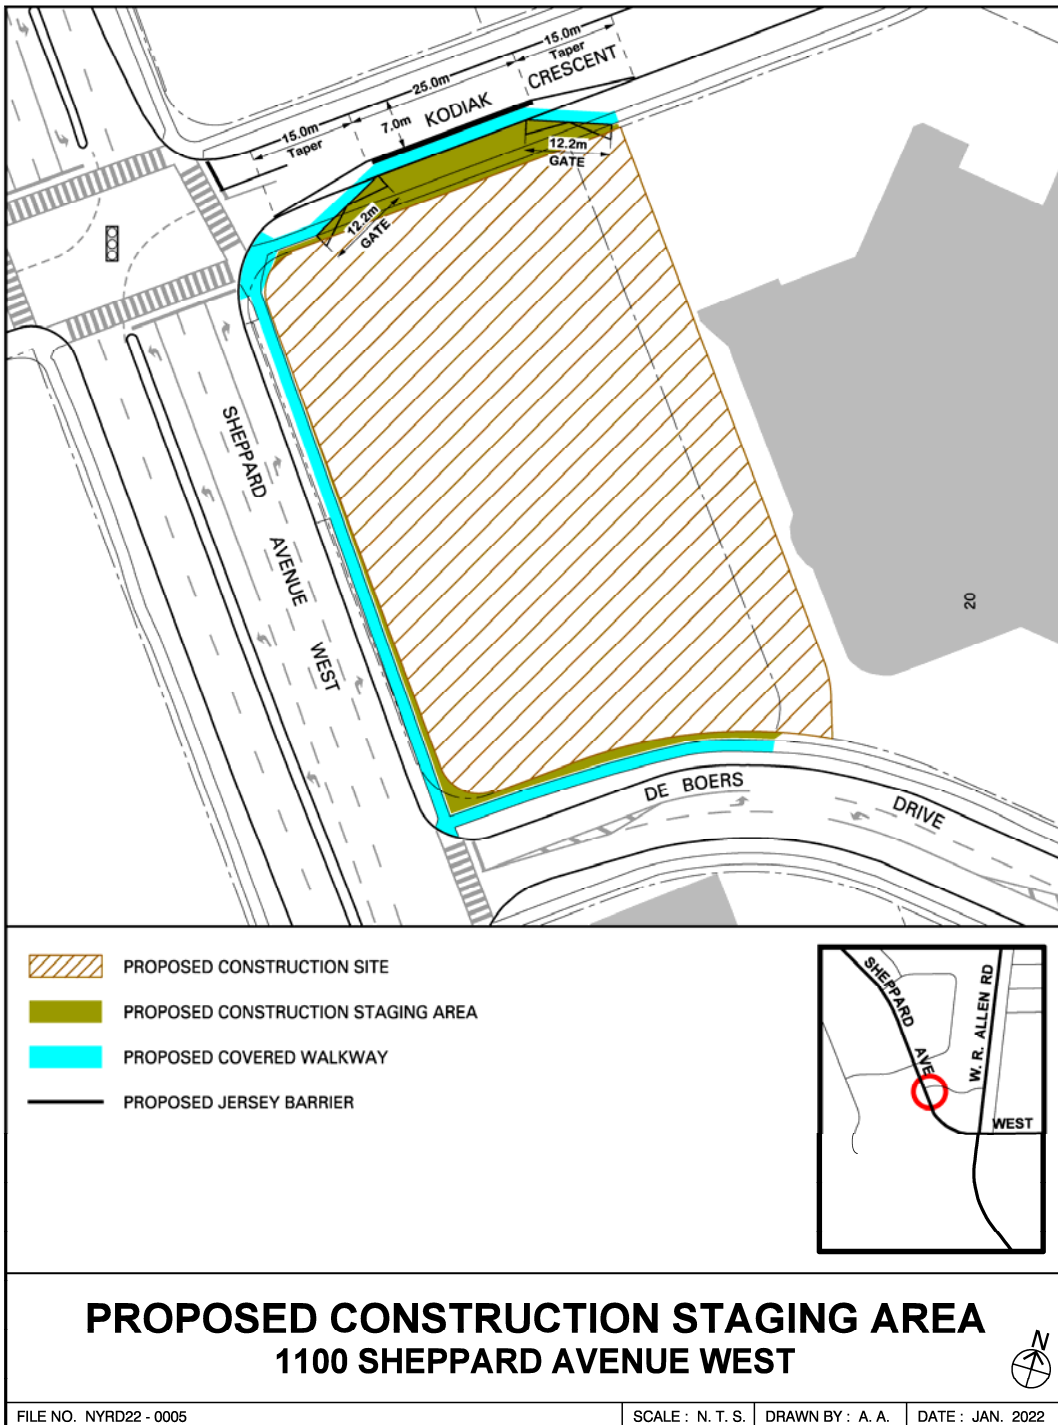 15.0m
Taper
25.0m
KODIAK CRESCENT
15.0m
Taper
7.0m
12.2m
GATE
12.2m
GATE
SHEPPARD AVENUE WEST
20
DE BOERS DRIVE
PROPOSED CONSTRUCTION SITE
PROPOSED CONSTRUCTION STAGING AREA
PROPOSED COVERED WALKWAY
PROPOSED JERSEY BARRIER
SHEPPARD AVE
W. R. ALLEN RD
WEST
PROPOSED CONSTRUCTION STAGING AREA
1100 SHEPPARD AVENUE WEST
N
FILE NO. NYRD22 - 0005
SCALE : N. T. S.
DRAWN BY : A. A.
DATE : JAN. 2022